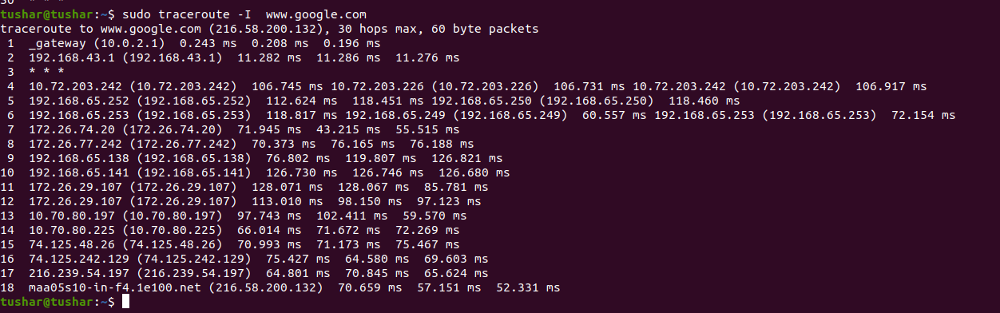 30  * * *
tushar@tushar:~$ sudo traceroute -I  www.google.com
traceroute to www.google.com (216.58.200.132), 30 hops max, 60 byte packets
 1  _gateway (10.0.2.1)  0.243 ms  0.208 ms  0.196 ms
 2  192.168.43.1 (192.168.43.1)  11.282 ms  11.286 ms  11.276 ms
 3  * * *
 4  10.72.203.242 (10.72.203.242)  106.745 ms 10.72.203.226 (10.72.203.226)  106.731 ms 10.72.203.242 (10.72.203.242)  106.917 ms
 5  192.168.65.252 (192.168.65.252)  112.624 ms  118.451 ms 192.168.65.250 (192.168.65.250)  118.460 ms
 6  192.168.65.253 (192.168.65.253)  118.817 ms 192.168.65.249 (192.168.65.249)  60.557 ms 192.168.65.253 (192.168.65.253)  72.154 ms
 7  172.26.74.20 (172.26.74.20)  71.945 ms  43.215 ms  55.515 ms
 8  172.26.77.242 (172.26.77.242)  70.373 ms  76.165 ms  76.188 ms
 9  192.168.65.138 (192.168.65.138)  76.802 ms  119.807 ms  126.821 ms
10  192.168.65.141 (192.168.65.141)  126.730 ms  126.746 ms  126.680 ms
11  172.26.29.107 (172.26.29.107)  128.071 ms  128.067 ms  85.781 ms
12  172.26.29.107 (172.26.29.107)  113.010 ms  98.150 ms  97.123 ms
13  10.70.80.197 (10.70.80.197)  97.743 ms  102.411 ms  59.570 ms
14  10.70.80.225 (10.70.80.225)  66.014 ms  71.672 ms  72.269 ms
15  74.125.48.26 (74.125.48.26)  70.993 ms  71.173 ms  75.467 ms
16  74.125.242.129 (74.125.242.129)  75.427 ms  64.580 ms  69.603 ms
17  216.239.54.197 (216.239.54.197)  64.801 ms  70.845 ms  65.624 ms
18  maa05s10-in-f4.1e100.net (216.58.200.132)  70.659 ms  57.151 ms  52.331 ms
tushar@tushar:~$